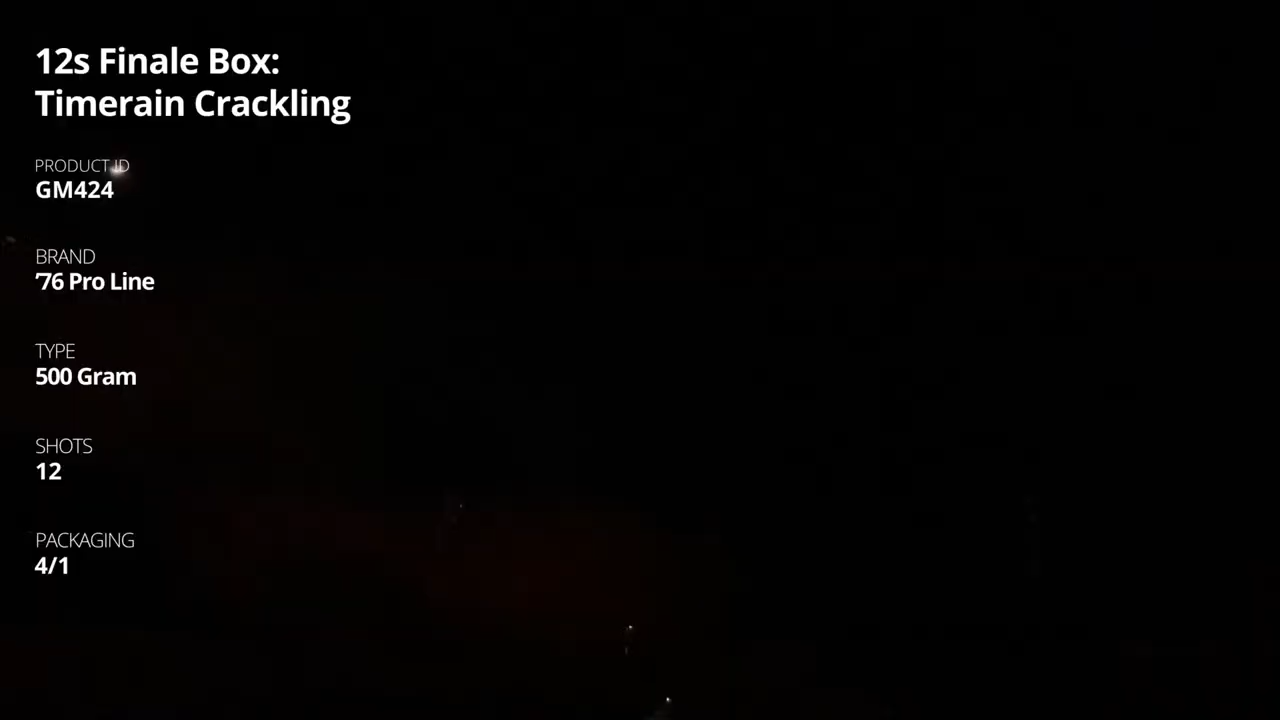 12s Finale Box:
Timerain Crackling
PRODUCT ID
GM424
BRAND
'76 Pro Line
TYPE
500 Gram
SHOTS
12
PACKAGING
4/1